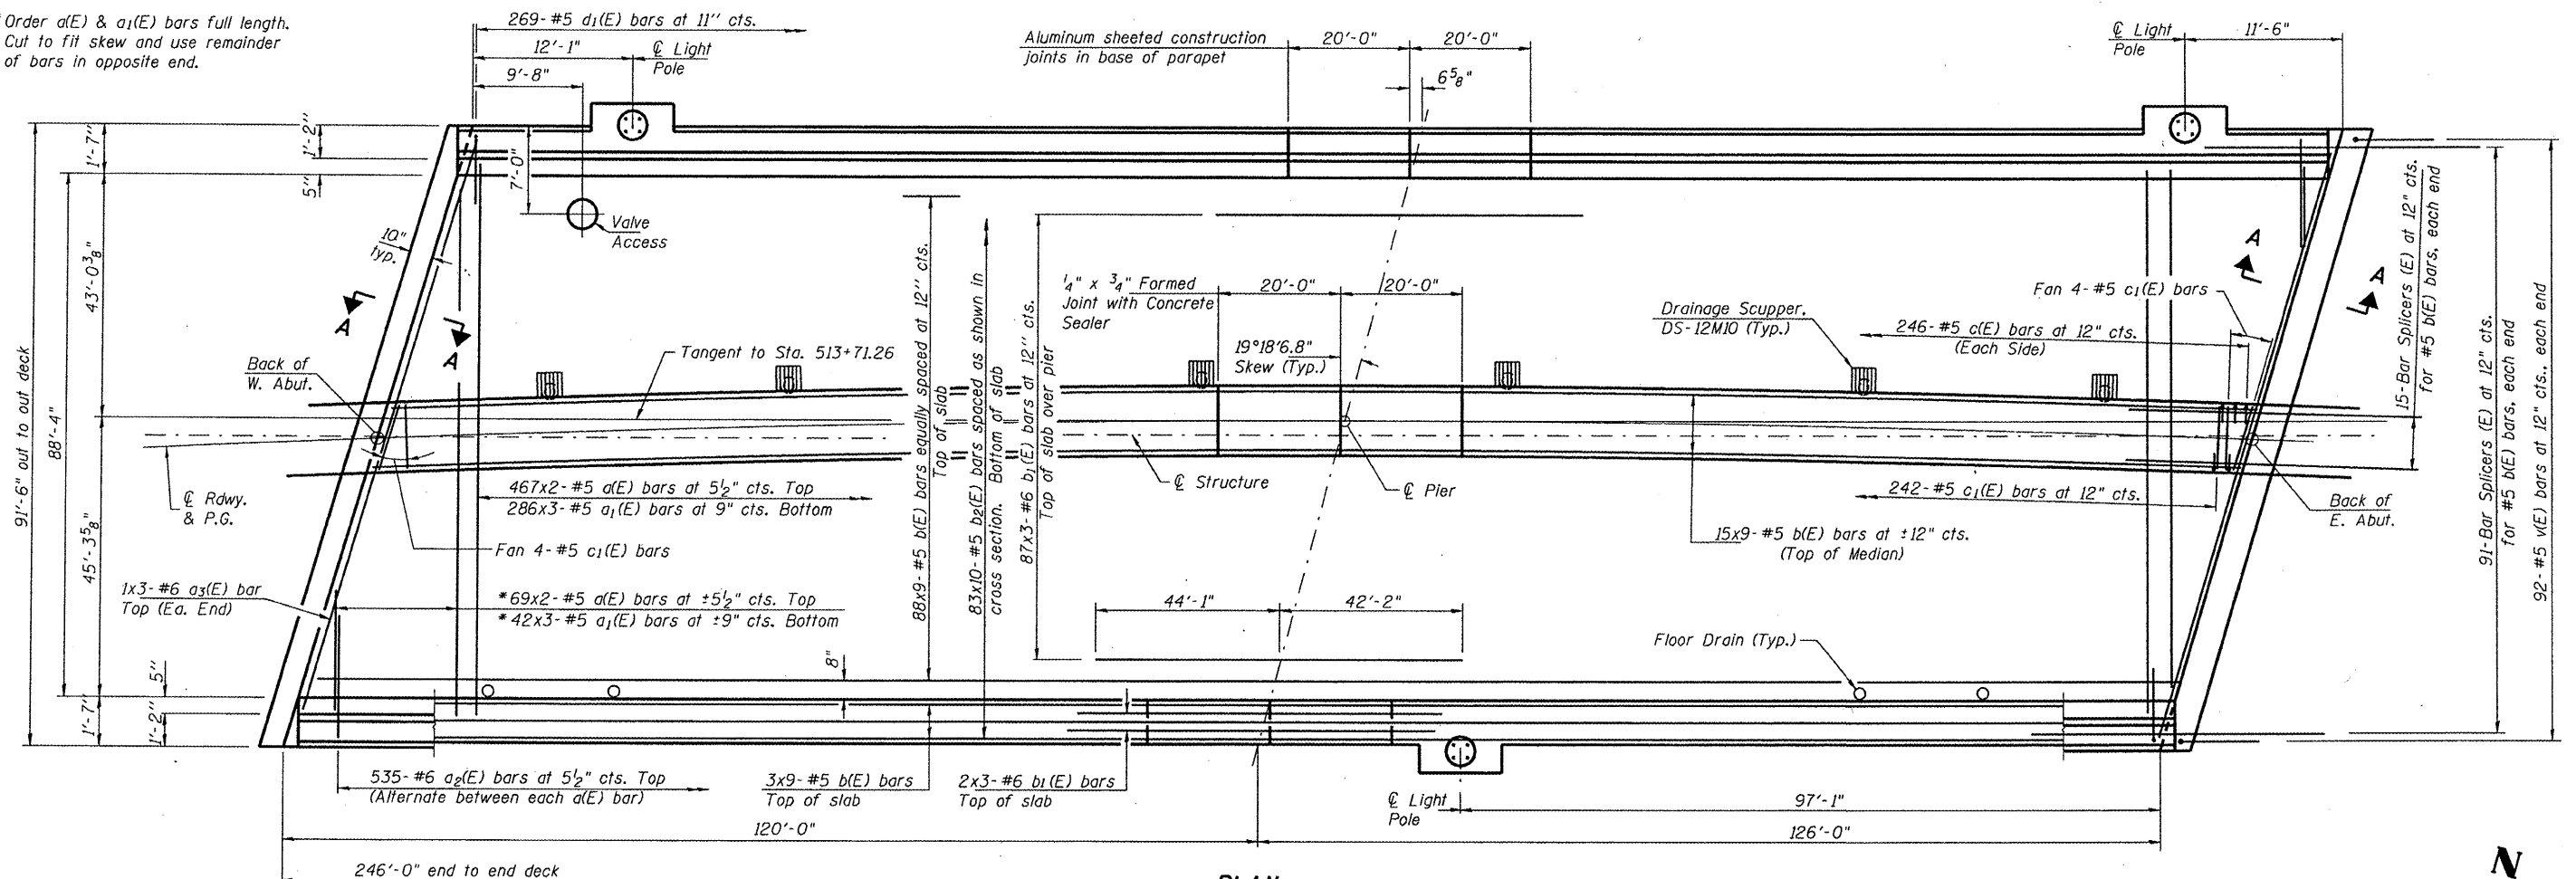 Order a(E) & a1(E) bars full length.
Cut to fit skew and use remainder
of bars in opposite end.
269-#5 d1(E) bars at 11" cts.
12'-1"
℄ Light
Pole
9'-8"
Aluminum sheeted construction
joints in base of parapet
20'-0"
20'-0"
6 5/8"
℄ Light
Pole
11'-6"
1'-7"
1'-2"
5"
7'-0"
Valve
Access
10"
typ.
43'-0 3/8"
88'-4"
91'-6" out to out deck
45'-3 5/8"
A
A
Back of
W. Abut.
Tangent to Sta. 513+71.26
℄ Rdwy.
& P.G.
1/4" x 3/4" Formed
Joint with Concrete
Sealer
20'-0"
20'-0"
19°18'6.8"
Skew (Typ.)
Drainage Scupper,
DS-12M10 (Typ.)
Fan 4-#5 c1(E) bars
246-#5 c(E) bars at 12" cts.
(Each Side)
A
A
15-Bar Splicers (E) at 12" cts.
for #5 b(E) bars, each end
91-Bar Splicers (E) at 12" cts.
for #5 b(E) bars, each end
92-#5 v(E) bars at 12" cts., each end
88x9-#5 b(E) bars equally spaced at 12" cts.
Top of slab
83x10-#5 b2(E) bars spaced as shown in
cross section. Bottom of slab
87x3-#6 b1(E) bars at 12" cts.
Top of slab over pier
467x2-#5 a(E) bars at 5 1/2" cts. Top
286x3-#5 a1(E) bars at 9" cts. Bottom
Fan 4-#5 c1(E) bars
℄ Structure
℄ Pier
242-#5 c1(E) bars at 12" cts.
Back of
E. Abut.
15x9-#5 b(E) bars at ±12" cts.
(Top of Median)
1x3-#6 a3(E) bar
Top (Ea. End)
*69x2-#5 a(E) bars at ±5 1/2" cts. Top
*42x3-#5 a1(E) bars at ±9" cts. Bottom
44'-1"
42'-2"
Floor Drain (Typ.)
8"
5"
1'-7"
1'-2"
535-#6 a2(E) bars at 5 1/2" cts. Top
(Alternate between each a(E) bar)
3x9-#5 b(E) bars
Top of slab
2x3-#6 b1(E) bars
Top of slab
℄ Light
Pole
97'-1"
120'-0"
126'-0"
246'-0" end to end deck
N